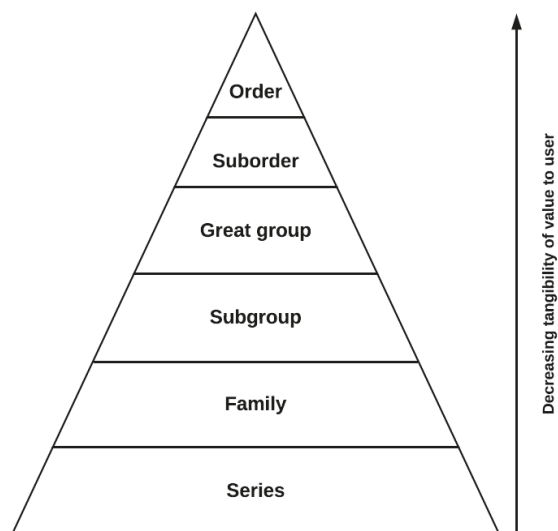 Order
Suborder
Great group
Subgroup
Family
Series
Decreasing tangibility of value to user